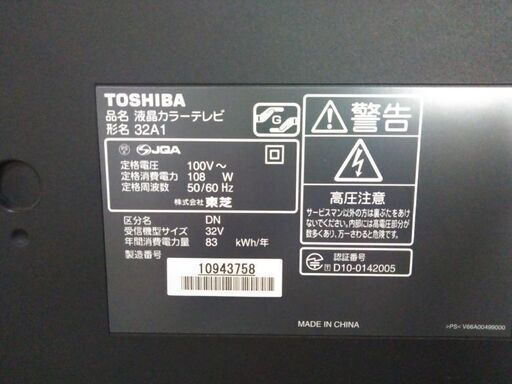 TOSHIBA
品名 液晶カラーテレビ
形名 32A1
G
JQA
定格電圧 100V～
定格消費電力 108 W
定格周波数 50/60 Hz
株式会社 東芝
区分名 DN
受信機型サイズ 32V
年間消費電力量 83 kWh/年
製造番号
10943758
警告
高圧注意
サービスマン以外の方は裏ぶたをあけ
ないでください。内部には高電圧部分が
数多くあり、万一さわると危険です。
認証番号
D10-0142005
MADE IN CHINA
>PS< V66A00499000